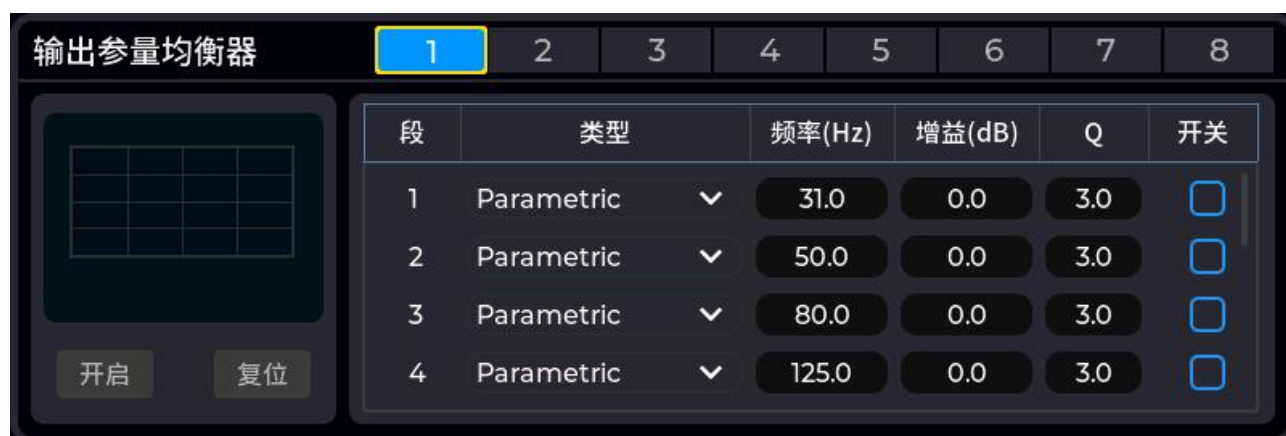 输出参量均衡器 1 2 3 4 5 6 7 8
段 类型 频率(Hz) 增益(dB) Q 开关
1 Parametric 31.0 0.0 3.0
2 Parametric 50.0 0.0 3.0
3 Parametric 80.0 0.0 3.0
4 Parametric 125.0 0.0 3.0
开启 复位